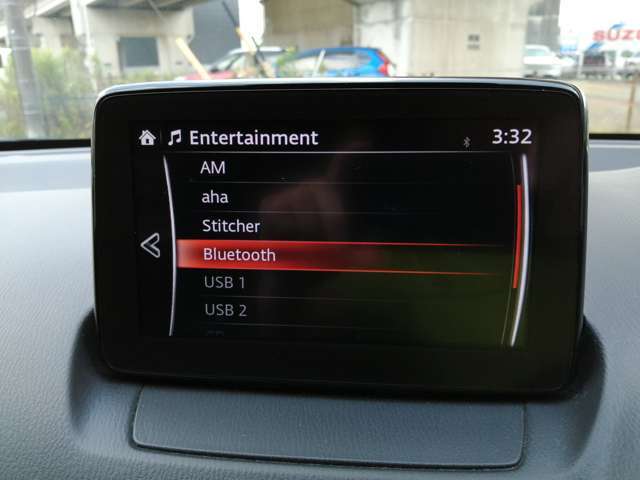 Entertainment 3:32
AM
aha
Stitcher
Bluetooth
USB 1
USB 2